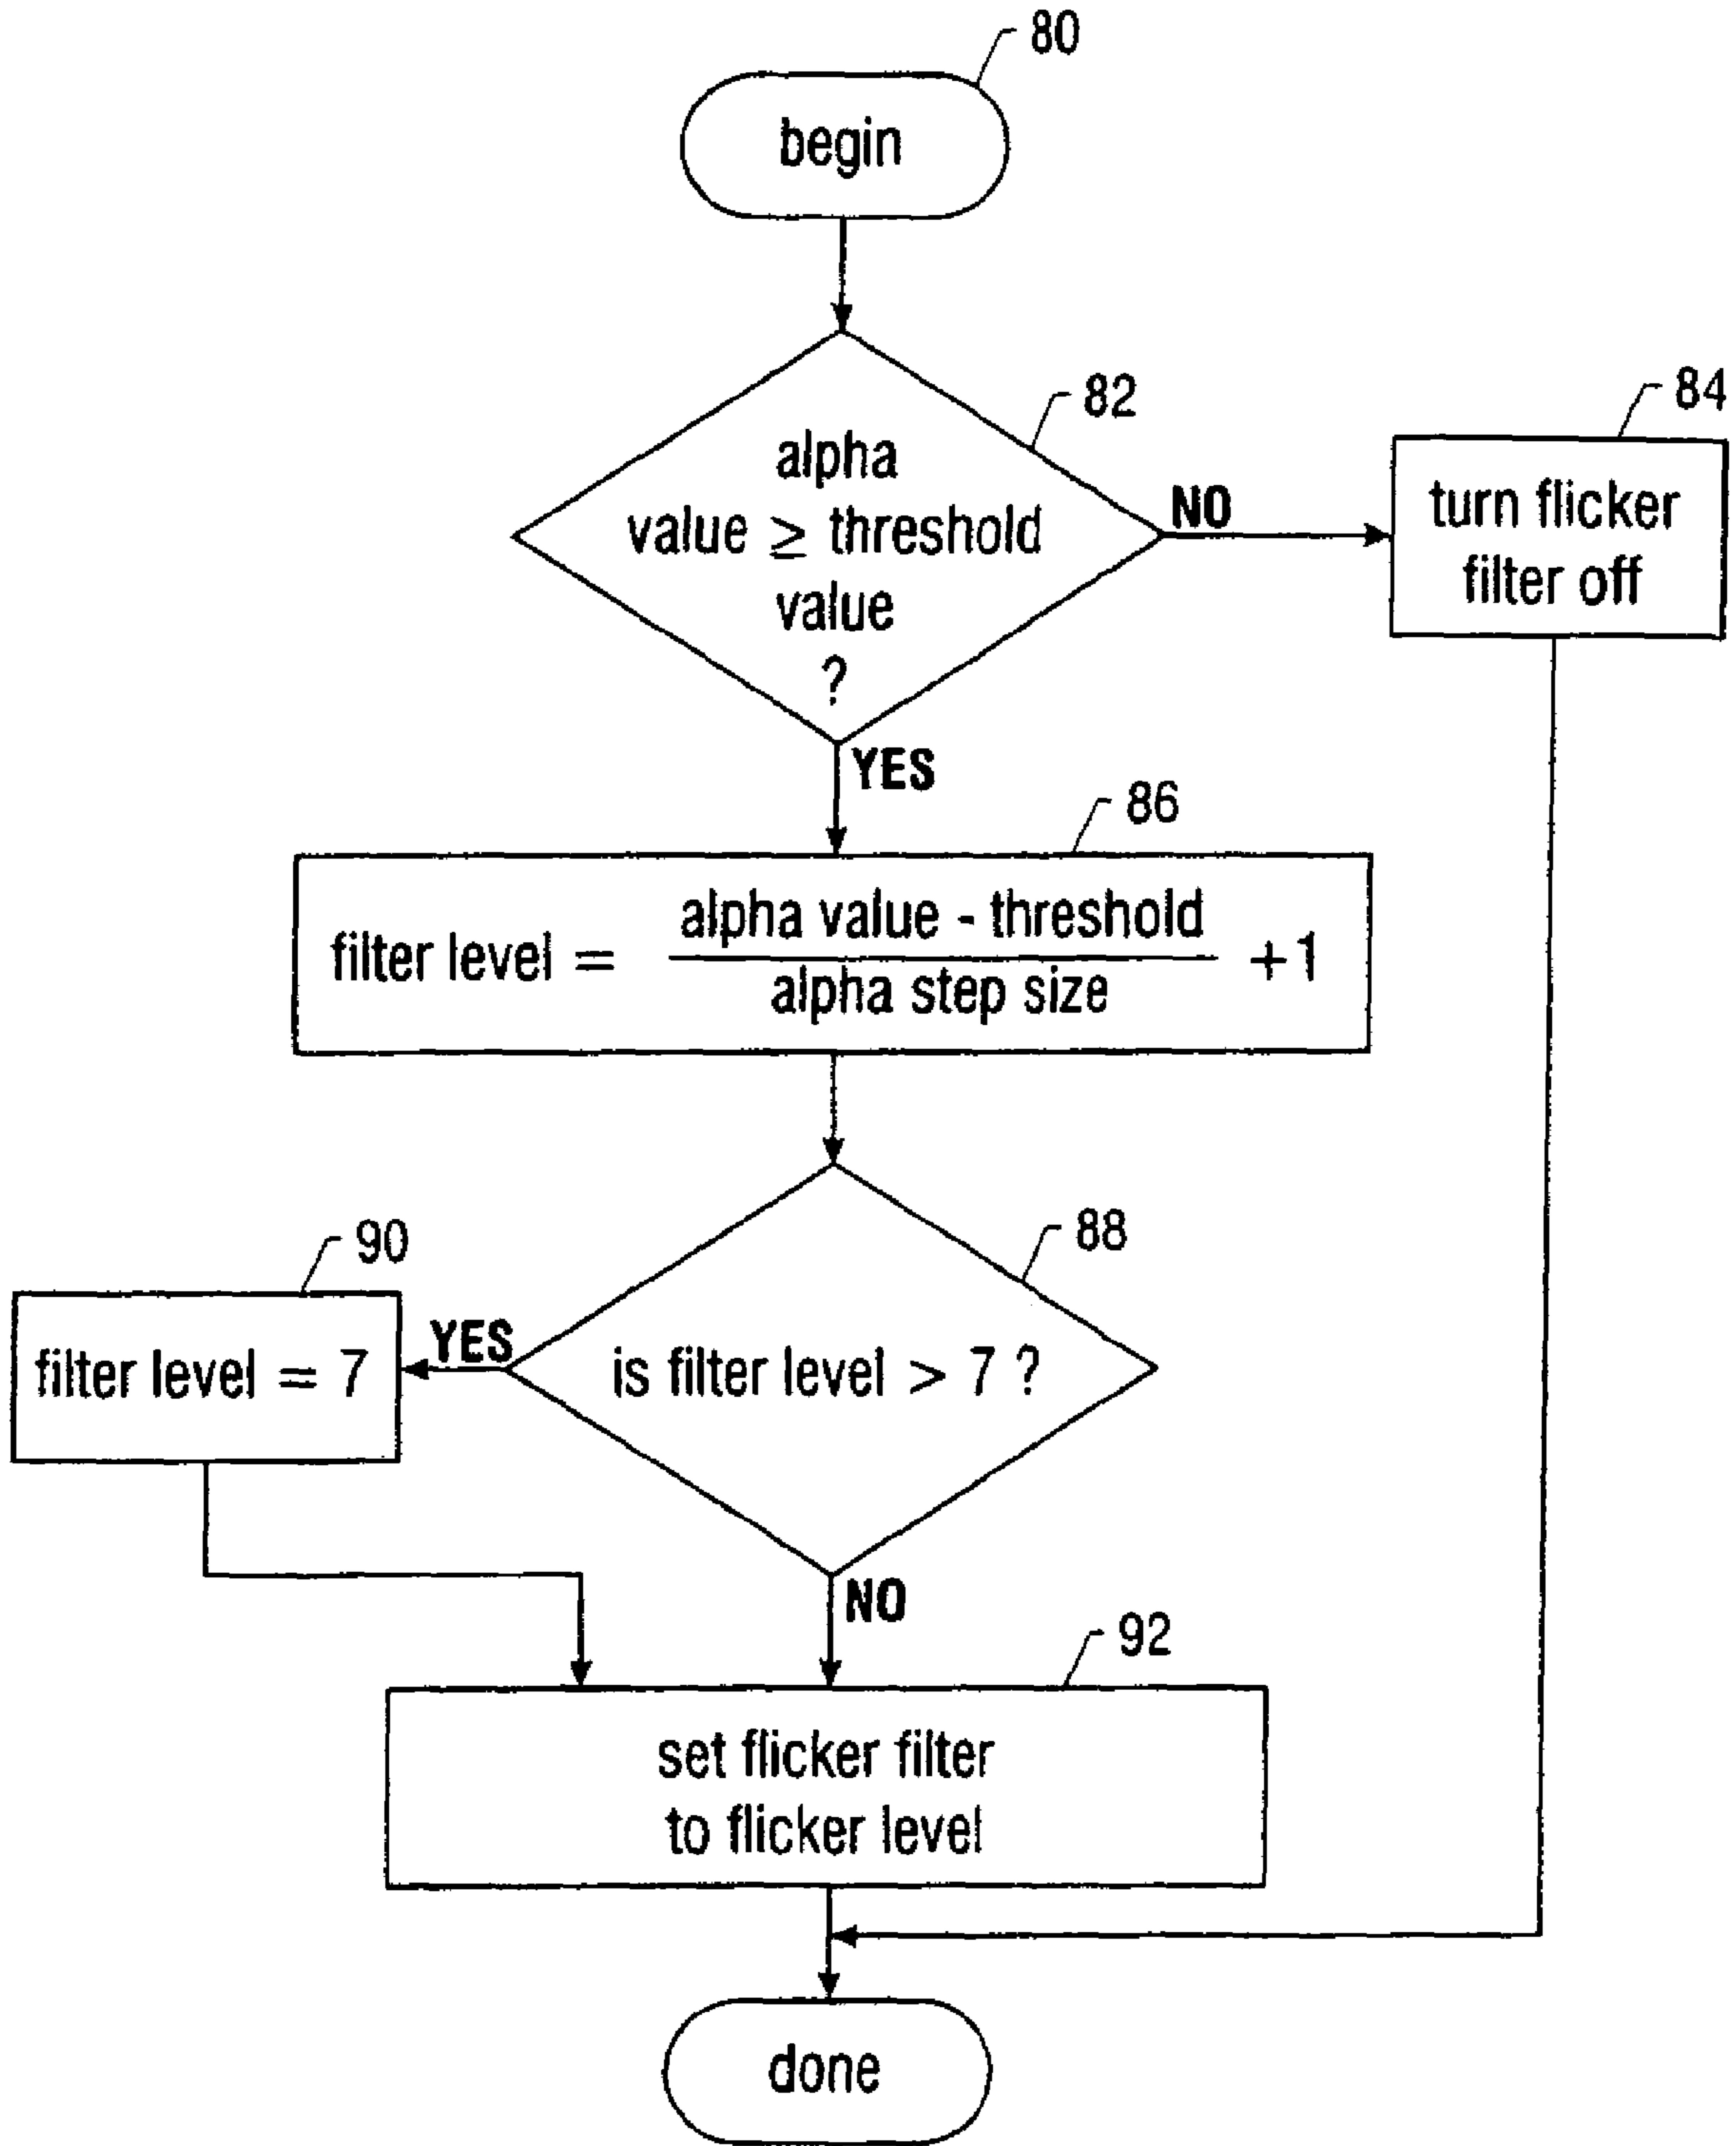 80
begin
82
alpha
value ≥ threshold
value
?
NO
84
turn flicker
filter off
YES
86
filter level = alpha value - threshold / alpha step size +1
88
is filter level > 7 ?
YES
90
filter level = 7
NO
92
set flicker filter
to flicker level
done